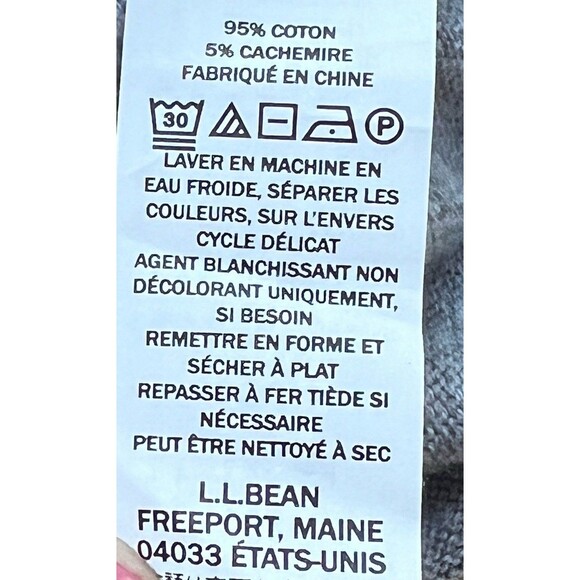 95% COTON
5% CACHEMIRE
FABRIQUÉ EN CHINE
30 P
LAVER EN MACHINE EN
EAU FROIDE, SÉPARER LES
COULEURS, SUR L'ENVERS
CYCLE DÉLICAT
AGENT BLANCHISSANT NON
DÉCOLORANT UNIQUEMENT,
SI BESOIN
REMETTRE EN FORME ET
SÉCHER À PLAT
REPASSER À FER TIÈDE SI
NÉCESSAIRE
PEUT ÊTRE NETTOYÉ À SEC
L.L.BEAN
FREEPORT, MAINE
04033 ÉTATS-UNIS